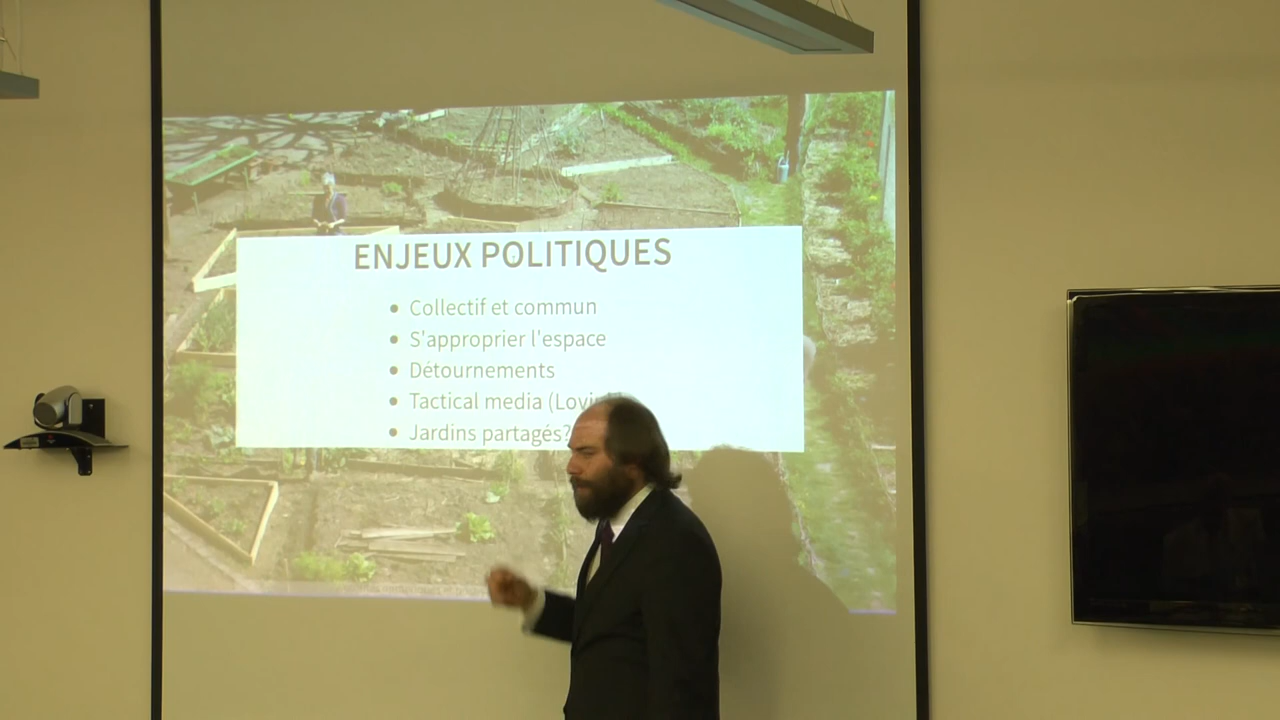 ENJEUX POLITIQUES
• Collectif et commun
• S'approprier l'espace
• Détournements
• Tactical media
• Jardins partagés?